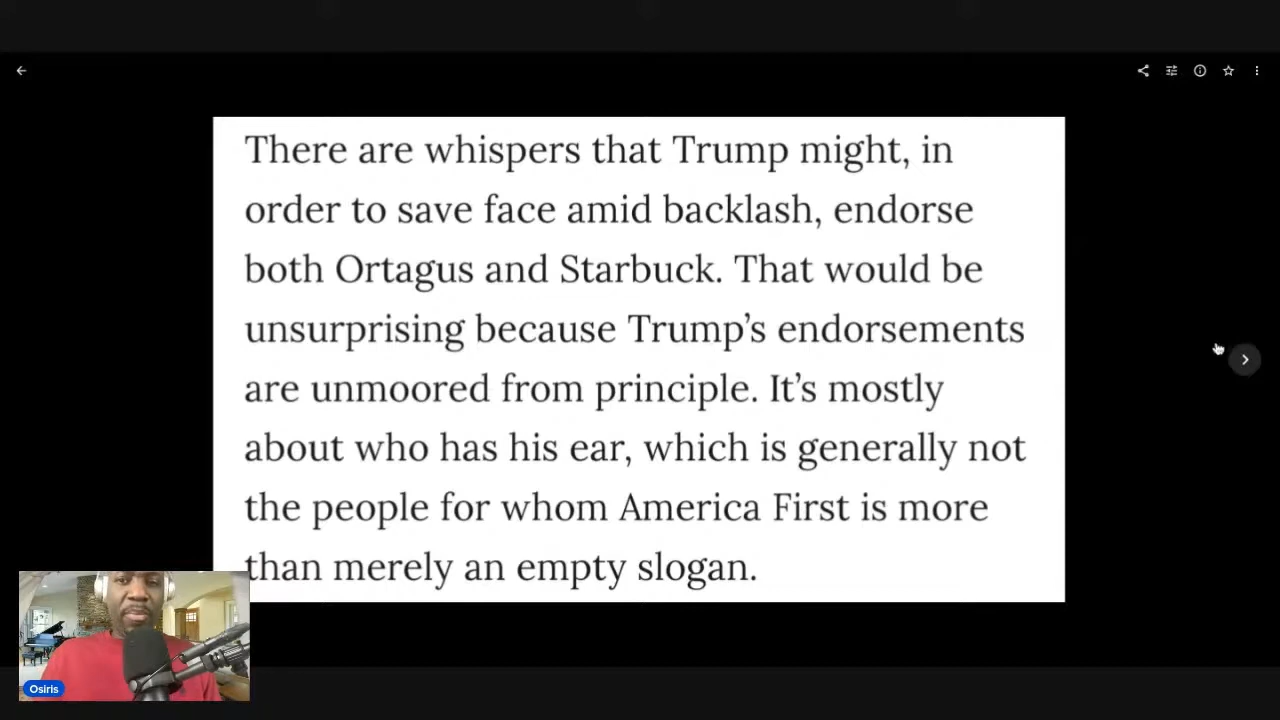 There are whispers that Trump might, in
order to save face amid backlash, endorse
both Ortagus and Starbuck. That would be
unsurprising because Trump’s endorsements
are unmoored from principle. It’s mostly
about who has his ear, which is generally not
the people for whom America First is more
than merely an empty slogan.
Osiris